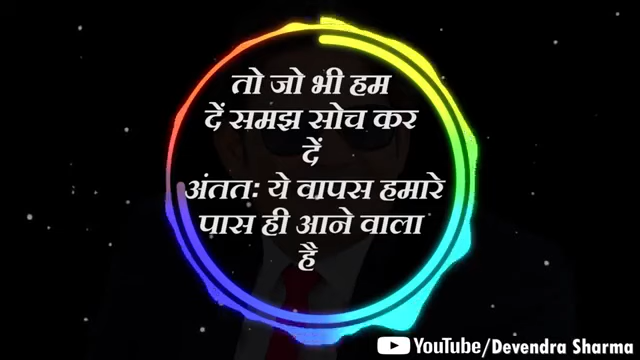 तो जो भी हम
दें समझ सोच कर
दें
अंततः ये वापस हमारे
पास ही आने वाला
है
YouTube/Devendra Sharma